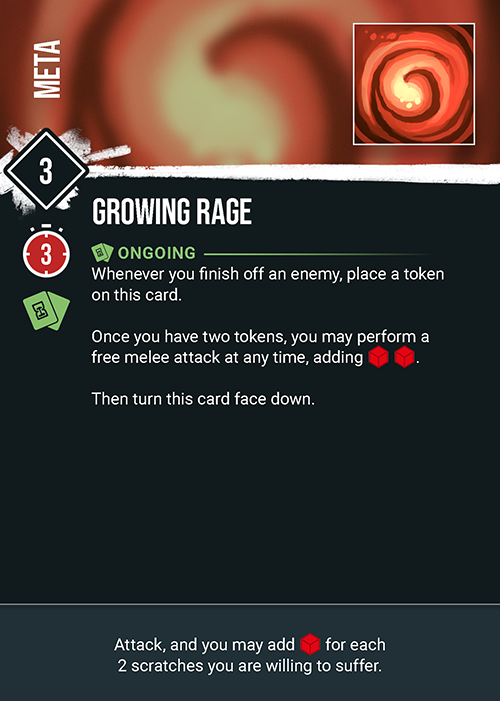 META
3
GROWING RAGE
3
ONGOING
Whenever you finish off an enemy, place a token
on this card.
Once you have two tokens, you may perform a
free melee attack at any time, adding .
Then turn this card face down.
Attack, and you may add for each
2 scratches you are willing to suffer.